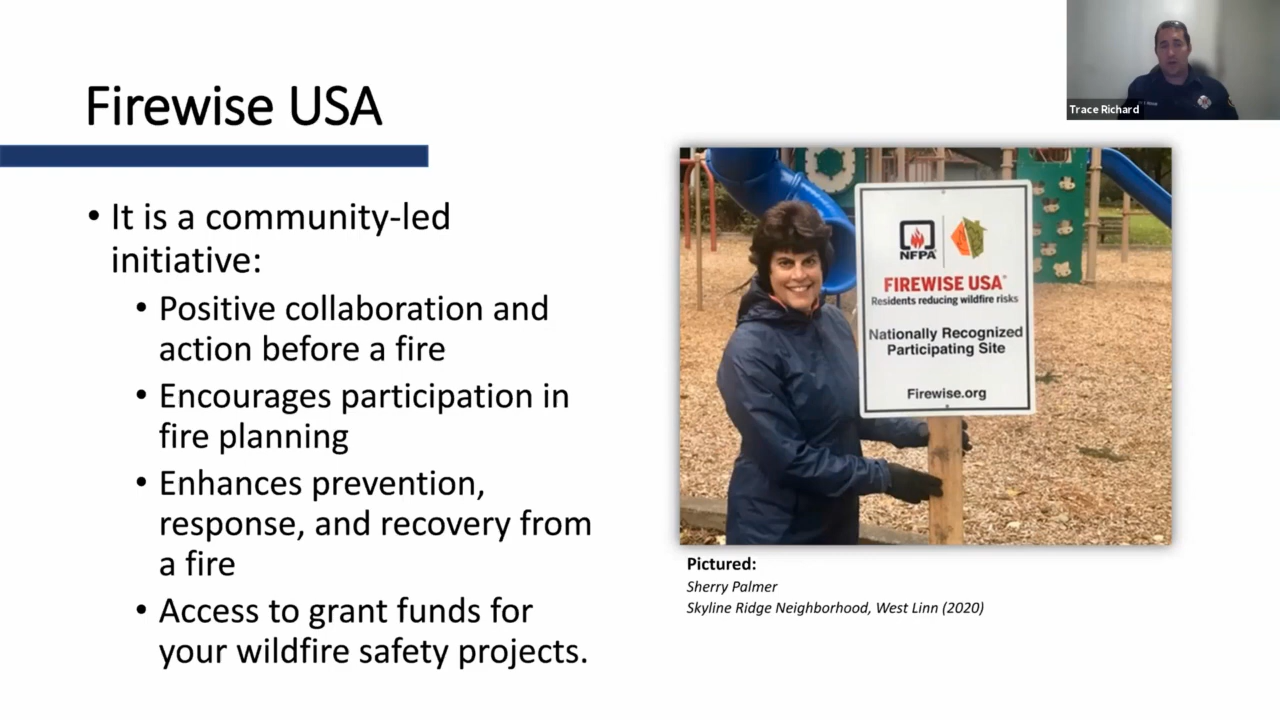 Firewise USA
• It is a community-led
initiative:
• Positive collaboration and
action before a fire
• Encourages participation in
fire planning
• Enhances prevention,
response, and recovery from
a fire
• Access to grant funds for
your wildfire safety projects.
Trace Richard
NFPA®
FIREWISE USA®
Residents reducing wildfire risks
Nationally Recognized
Participating Site
Firewise.org
Pictured:
Sherry Palmer
Skyline Ridge Neighborhood, West Linn (2020)